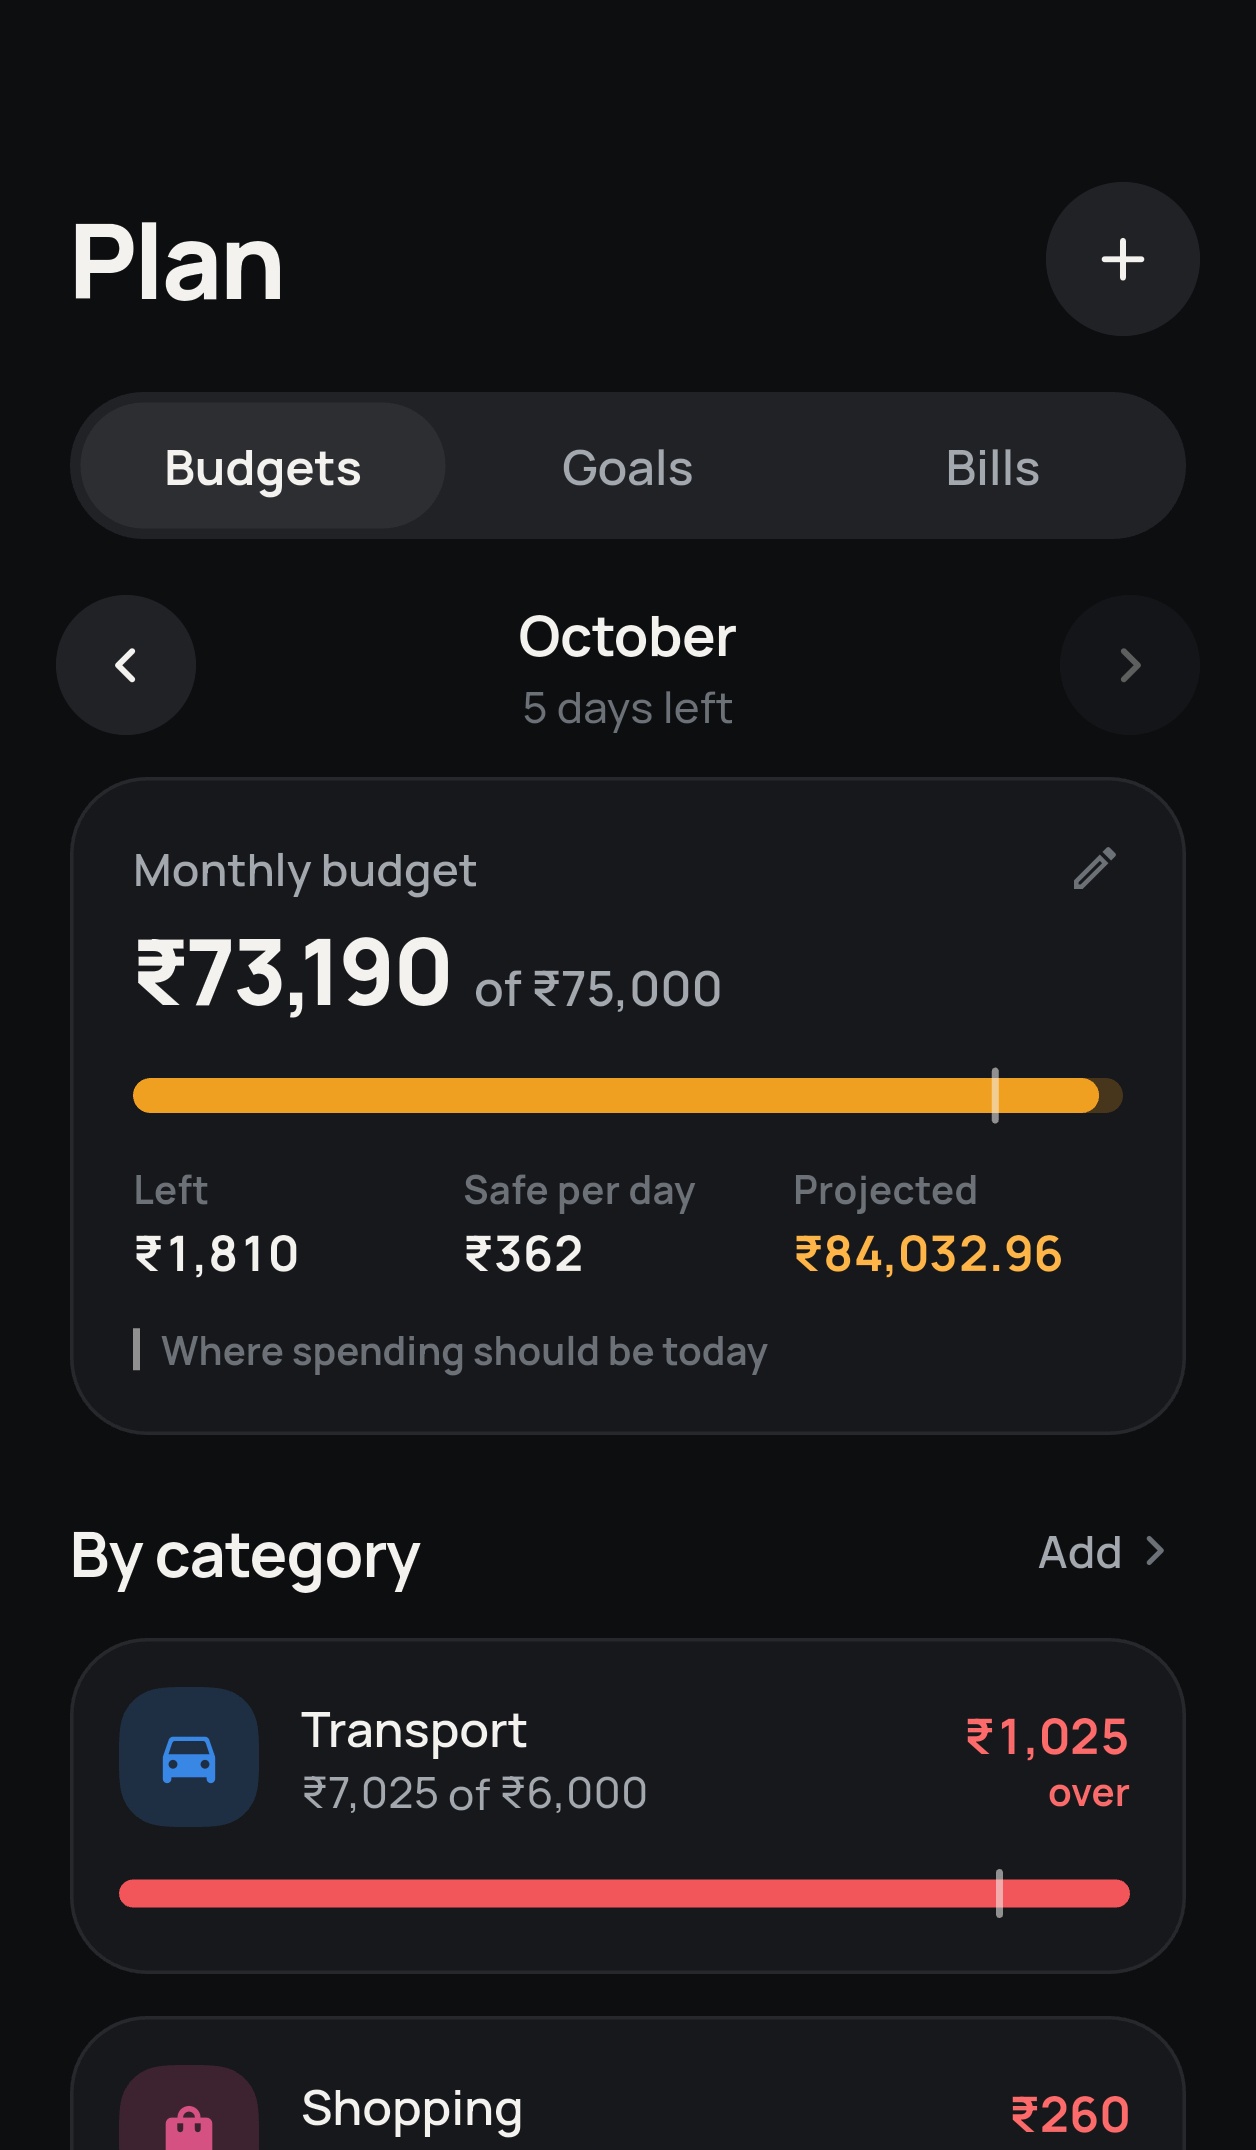 Plan
Budgets Goals Bills
October
5 days left
Monthly budget
₹73,190 of ₹75,000
Left Safe per day Projected
₹1,810 ₹362 ₹84,032.96
Where spending should be today
By category Add
Transport ₹1,025
₹7,025 of ₹6,000 over
Shopping ₹260